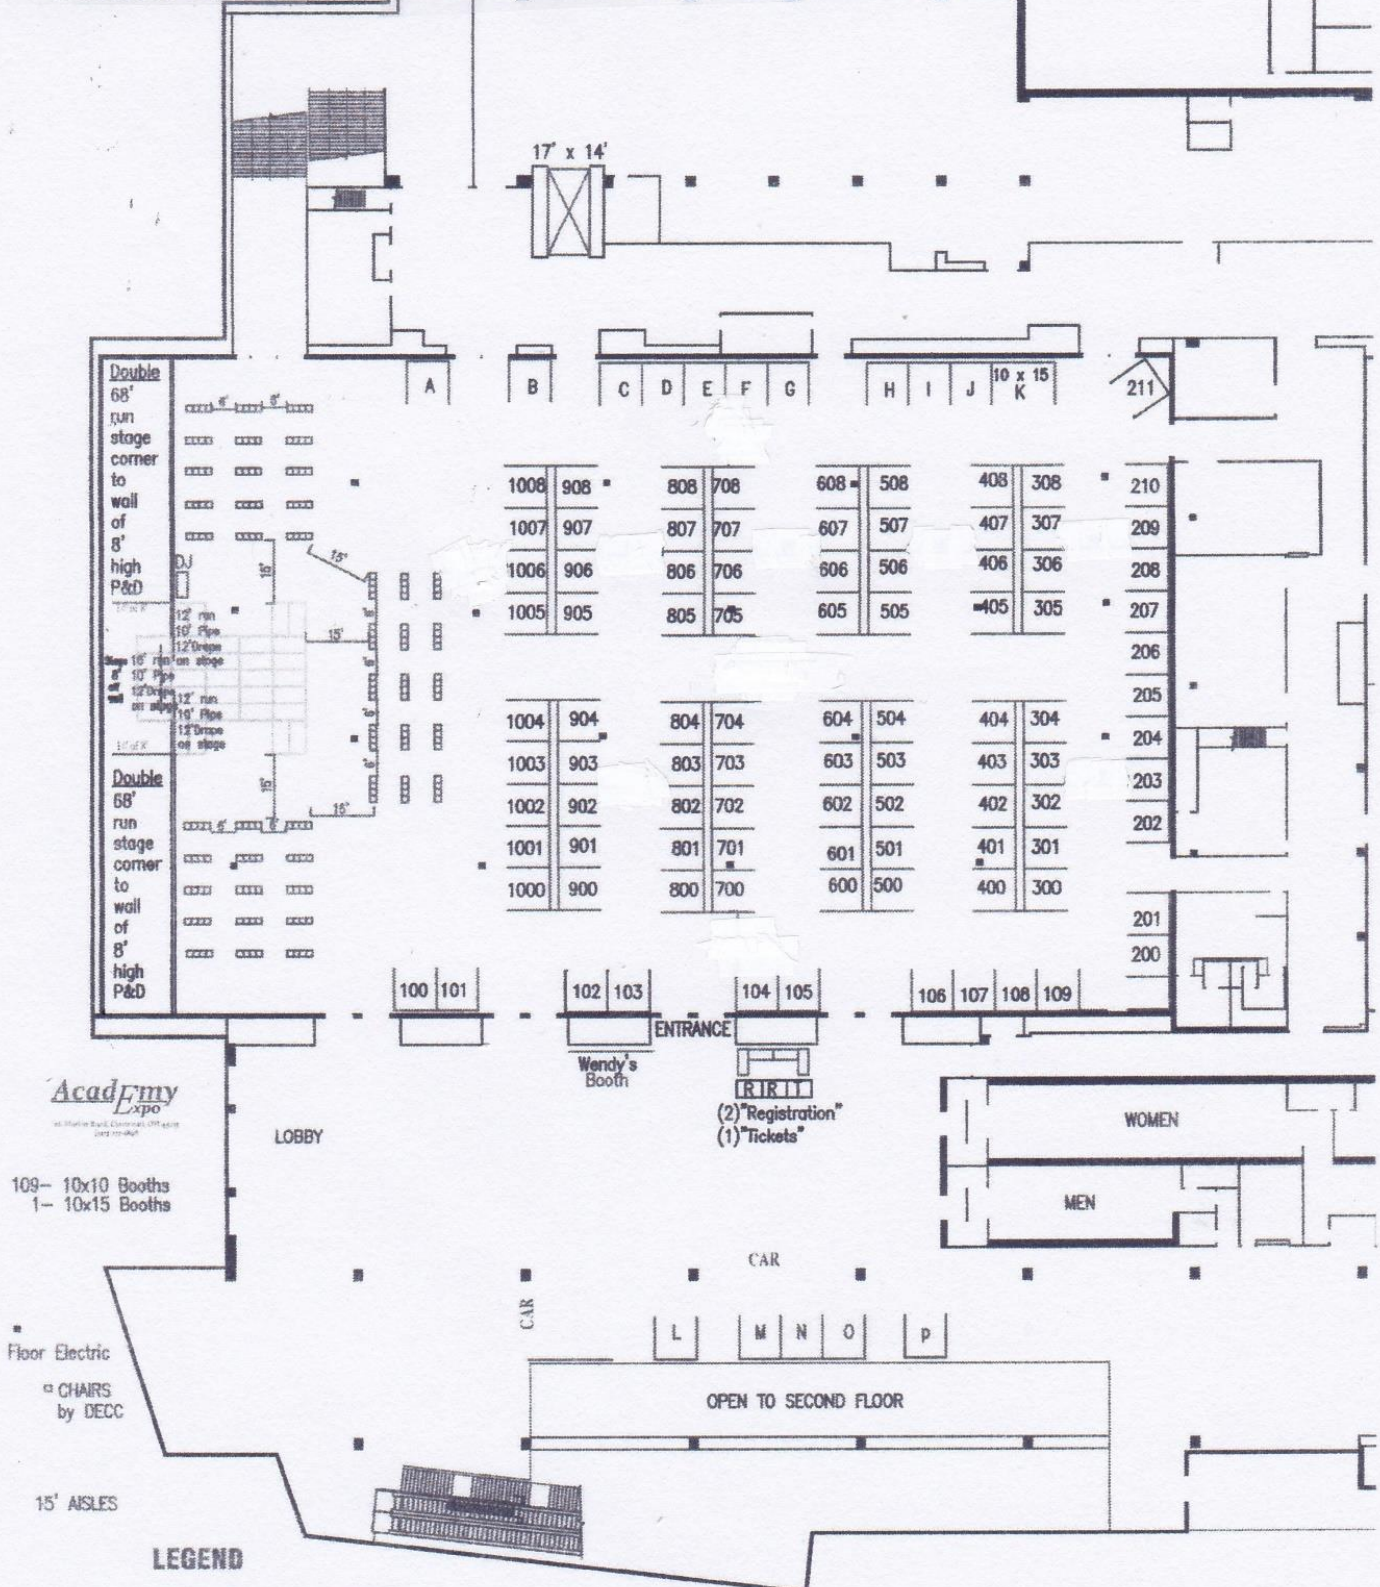 17' x 14'
Double
68'
run
stage
corner
to
wall
of
8'
high
P&D
A
B
C
D
E
F
G
H
I
J
10 x 15
K
211
6'
6'
1008
908
808
708
608
508
408
308
210
1007
907
807
707
607
507
407
307
209
1006
906
806
706
606
506
406
306
208
1005
905
805
705
605
505
405
305
207
206
205
DJ
15'
15'
15'
12' run
10' Pipe
12'Drape
on stage
16' run
10' Pipe
12'Drape
on stage
12' run
10' Pipe
12'Drape
on stage
6'
6'
6'
6'
15'
15'
1004
904
804
704
604
504
404
304
204
1003
903
803
703
603
503
403
303
203
1002
902
802
702
602
502
402
302
202
1001
901
801
701
601
501
401
301
1000
900
800
700
600
500
400
300
201
200
Double
68'
run
stage
corner
to
wall
of
8'
high
P&D
6'
6'
100
101
102
103
104
105
106
107
108
109
ENTRANCE
Wendy's
Booth
R R T
(2)"Registration"
(1)"Tickets"
AcadEmy
Expo
LOBBY
WOMEN
MEN
109– 10x10 Booths
1– 10x15 Booths
CAR
CAR
L
M
N
O
P
OPEN TO SECOND FLOOR
Floor Electric
CHAIRS
by DECC
15' AISLES
LEGEND